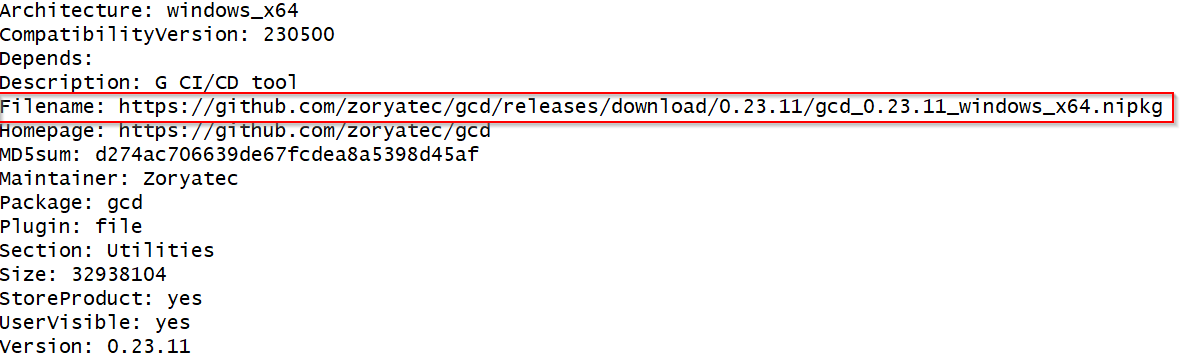 Architecture: windows_x64
CompatibilityVersion: 230500
Depends:
Description: G CI/CD tool
Filename: https://github.com/zoryatec/gcd/releases/download/0.23.11/gcd_0.23.11_windows_x64.nipkg
Homepage: https://github.com/zoryatec/gcd
MD5sum: d274ac706639de67fcdea8a5398d45af
Maintainer: Zoryatec
Package: gcd
Plugin: file
Section: Utilities
Size: 32938104
StoreProduct: yes
UserVisible: yes
Version: 0.23.11